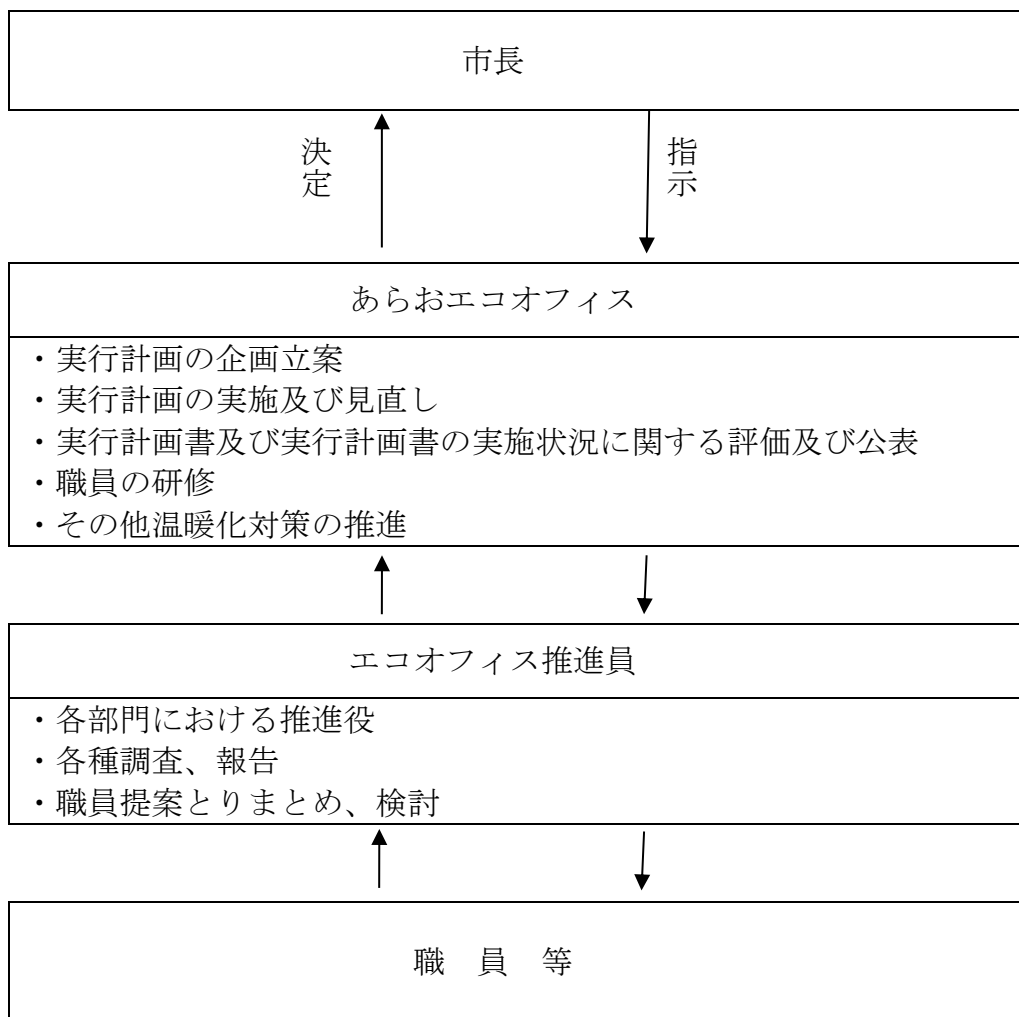 市長
決定
指示
あらおエコオフィス
・実行計画の企画立案
・実行計画の実施及び見直し
・実行計画書及び実行計画書の実施状況に関する評価及び公表
・職員の研修
・その他温暖化対策の推進
エコオフィス推進員
・各部門における推進役
・各種調査、報告
・職員提案とりまとめ、検討
職　員　等